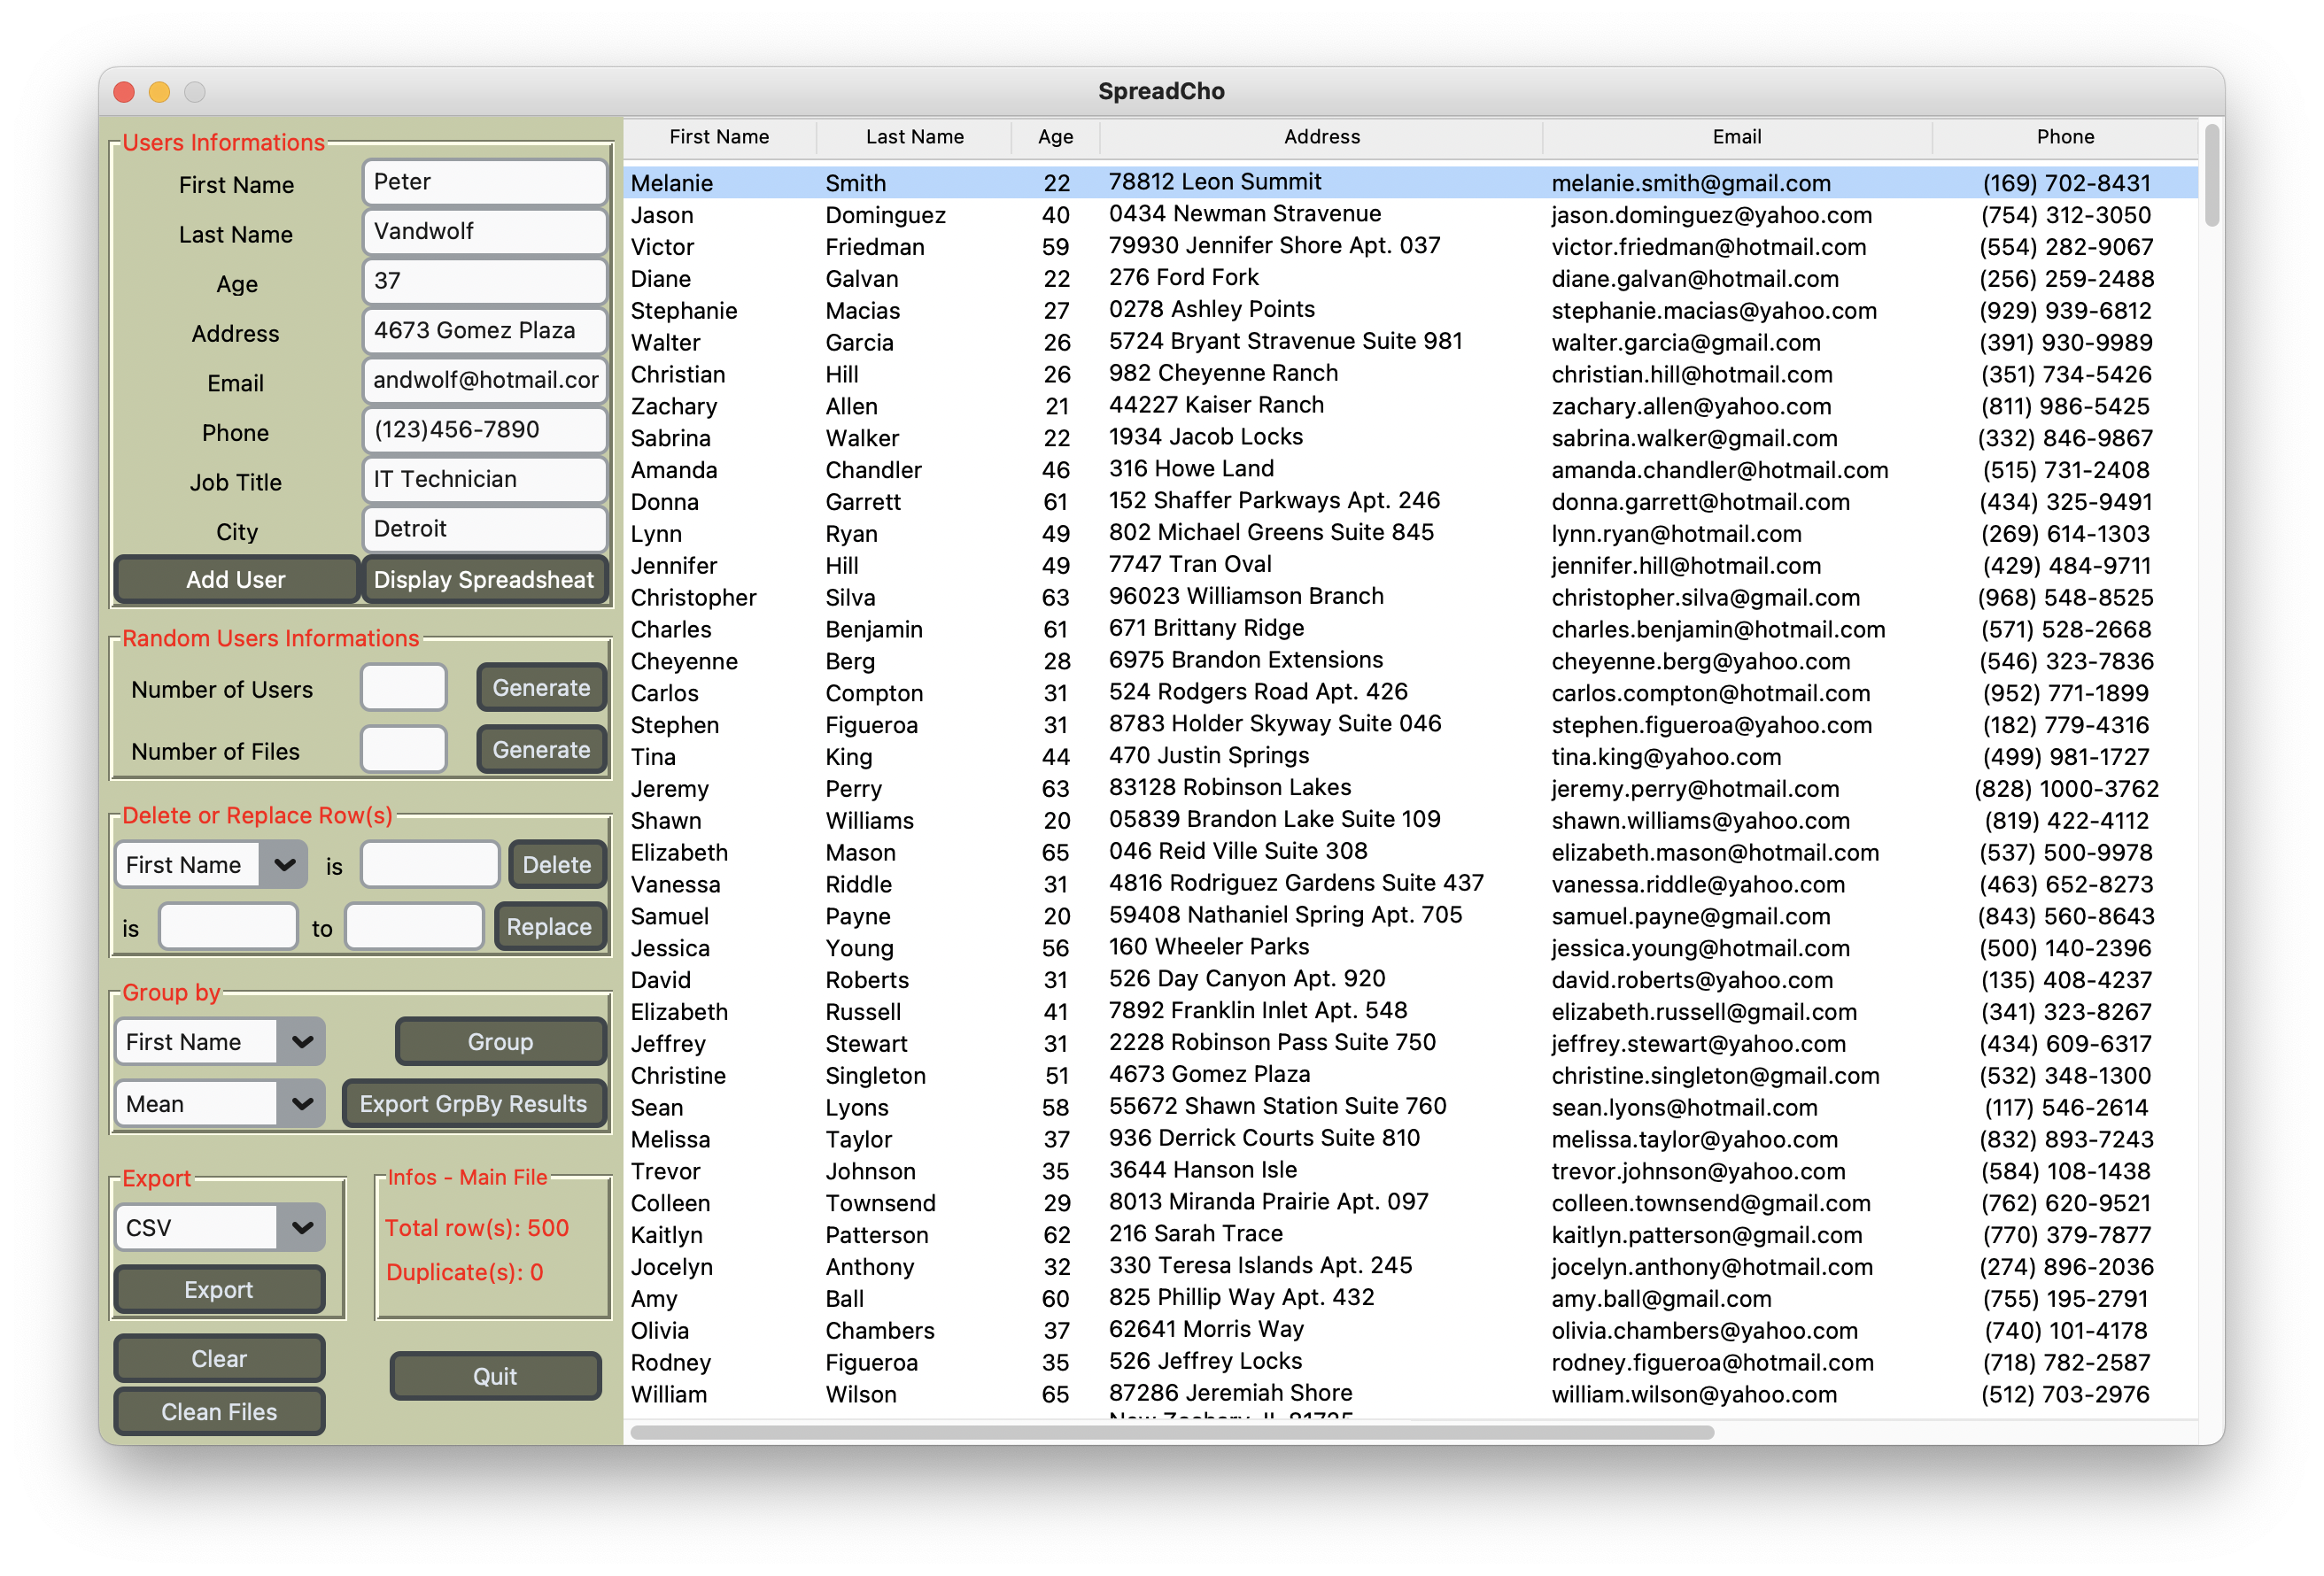 SpreadCho
Users Informations
First Name Peter
Last Name Vandwolf
Age 37
Address 4673 Gomez Plaza
Email andwolf@hotmail.cor
Phone (123)456-7890
Job Title IT Technician
City Detroit
Add User Display Spreadsheat
Random Users Informations
Number of Users Generate
Number of Files Generate
Delete or Replace Row(s)
First Name is Delete
is to Replace
Group by
First Name Group
Mean Export GrpBy Results
Export
CSV
Export
Infos - Main File
Total row(s): 500
Duplicate(s): 0
Clear
Clean Files
Quit
First Name Last Name Age Address Email Phone
Melanie Smith 22 78812 Leon Summit melanie.smith@gmail.com (169) 702-8431
Jason Dominguez 40 0434 Newman Stravenue jason.dominguez@yahoo.com (754) 312-3050
Victor Friedman 59 79930 Jennifer Shore Apt. 037 victor.friedman@hotmail.com (554) 282-9067
Diane Galvan 22 276 Ford Fork diane.galvan@hotmail.com (256) 259-2488
Stephanie Macias 27 0278 Ashley Points stephanie.macias@yahoo.com (929) 939-6812
Walter Garcia 26 5724 Bryant Stravenue Suite 981 walter.garcia@gmail.com (391) 930-9989
Christian Hill 26 982 Cheyenne Ranch christian.hill@hotmail.com (351) 734-5426
Zachary Allen 21 44227 Kaiser Ranch zachary.allen@yahoo.com (811) 986-5425
Sabrina Walker 22 1934 Jacob Locks sabrina.walker@gmail.com (332) 846-9867
Amanda Chandler 46 316 Howe Land amanda.chandler@hotmail.com (515) 731-2408
Donna Garrett 61 152 Shaffer Parkways Apt. 246 donna.garrett@hotmail.com (434) 325-9491
Lynn Ryan 49 802 Michael Greens Suite 845 lynn.ryan@hotmail.com (269) 614-1303
Jennifer Hill 49 7747 Tran Oval jennifer.hill@hotmail.com (429) 484-9711
Christopher Silva 63 96023 Williamson Branch christopher.silva@gmail.com (968) 548-8525
Charles Benjamin 61 671 Brittany Ridge charles.benjamin@hotmail.com (571) 528-2668
Cheyenne Berg 28 6975 Brandon Extensions cheyenne.berg@yahoo.com (546) 323-7836
Carlos Compton 31 524 Rodgers Road Apt. 426 carlos.compton@hotmail.com (952) 771-1899
Stephen Figueroa 31 8783 Holder Skyway Suite 046 stephen.figueroa@yahoo.com (182) 779-4316
Tina King 44 470 Justin Springs tina.king@yahoo.com (499) 981-1727
Jeremy Perry 63 83128 Robinson Lakes jeremy.perry@hotmail.com (828) 1000-3762
Shawn Williams 20 05839 Brandon Lake Suite 109 shawn.williams@yahoo.com (819) 422-4112
Elizabeth Mason 65 046 Reid Ville Suite 308 elizabeth.mason@hotmail.com (537) 500-9978
Vanessa Riddle 31 4816 Rodriguez Gardens Suite 437 vanessa.riddle@yahoo.com (463) 652-8273
Samuel Payne 20 59408 Nathaniel Spring Apt. 705 samuel.payne@gmail.com (843) 560-8643
Jessica Young 56 160 Wheeler Parks jessica.young@hotmail.com (500) 140-2396
David Roberts 31 526 Day Canyon Apt. 920 david.roberts@yahoo.com (135) 408-4237
Elizabeth Russell 41 7892 Franklin Inlet Apt. 548 elizabeth.russell@gmail.com (341) 323-8267
Jeffrey Stewart 31 2228 Robinson Pass Suite 750 jeffrey.stewart@yahoo.com (434) 609-6317
Christine Singleton 51 4673 Gomez Plaza christine.singleton@gmail.com (532) 348-1300
Sean Lyons 58 55672 Shawn Station Suite 760 sean.lyons@hotmail.com (117) 546-2614
Melissa Taylor 37 936 Derrick Courts Suite 810 melissa.taylor@yahoo.com (832) 893-7243
Trevor Johnson 35 3644 Hanson Isle trevor.johnson@yahoo.com (584) 108-1438
Colleen Townsend 29 8013 Miranda Prairie Apt. 097 colleen.townsend@gmail.com (762) 620-9521
Kaitlyn Patterson 62 216 Sarah Trace kaitlyn.patterson@gmail.com (770) 379-7877
Jocelyn Anthony 32 330 Teresa Islands Apt. 245 jocelyn.anthony@hotmail.com (274) 896-2036
Amy Ball 60 825 Phillip Way Apt. 432 amy.ball@gmail.com (755) 195-2791
Olivia Chambers 37 62641 Morris Way olivia.chambers@yahoo.com (740) 101-4178
Rodney Figueroa 35 526 Jeffrey Locks rodney.figueroa@hotmail.com (718) 782-2587
William Wilson 65 87286 Jeremiah Shore william.wilson@yahoo.com (512) 703-2976